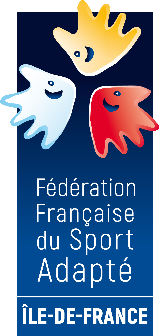 Fédération
Française
du Sport
Adapté
ÎLE-DE-FRANCE